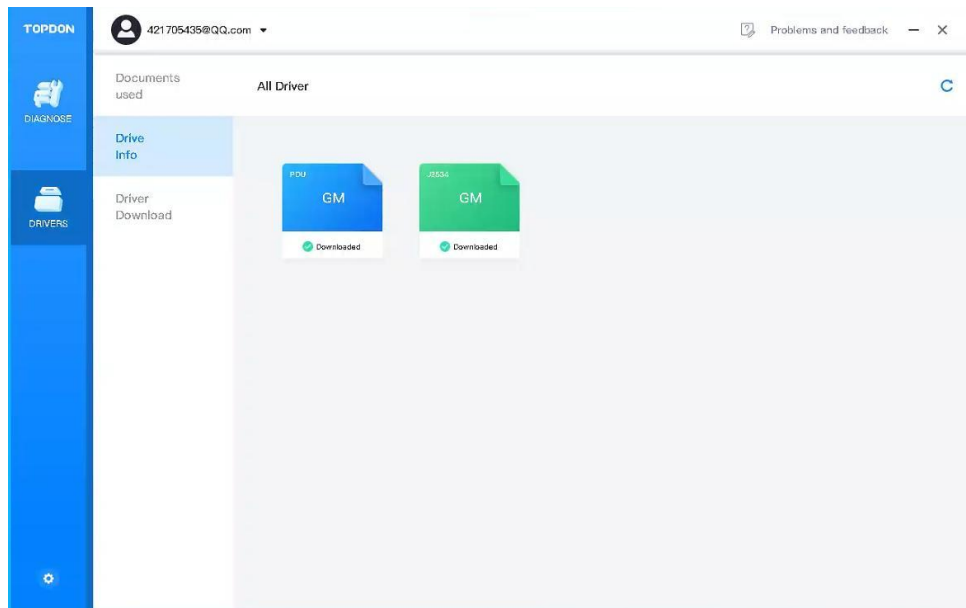 TOPDON
421705435@QQ.com
Problems and feedback
DIAGNOSE
DRIVERS
Documents
used
Drive
Info
Driver
Download
All Driver
PDU
GM
Downloaded
J2534
GM
Downloaded